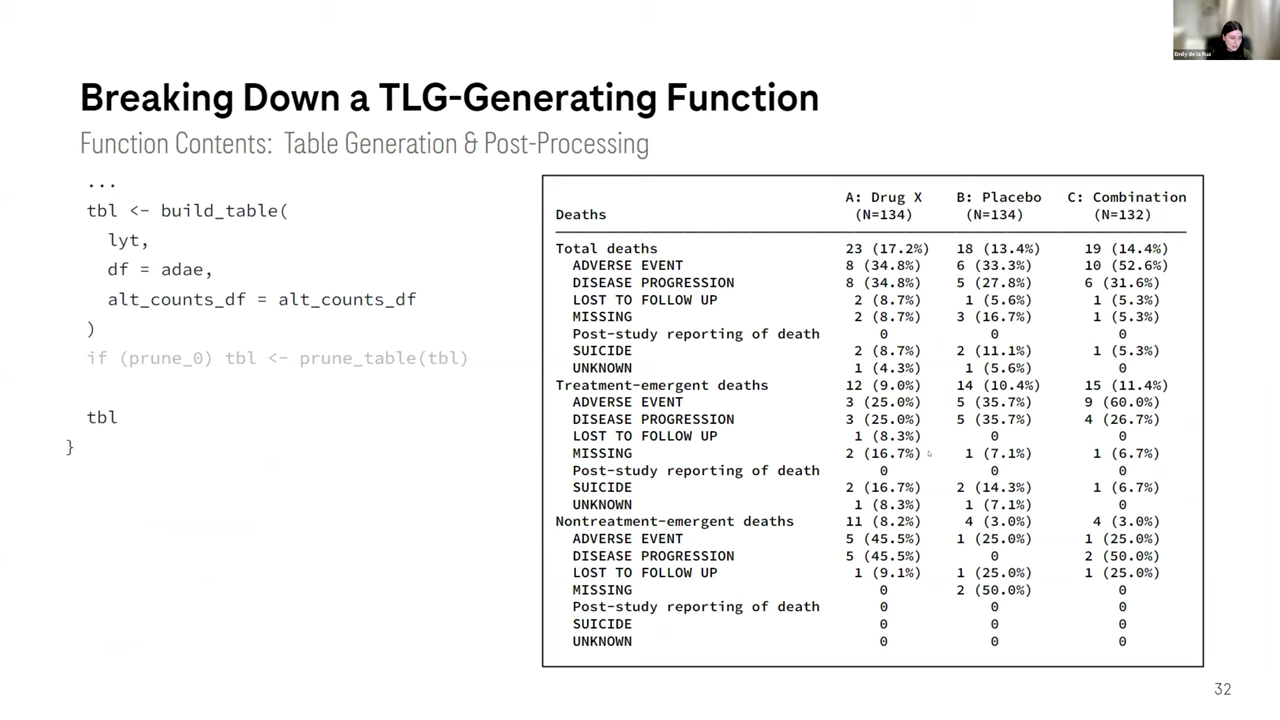 Emily de la Rua
Breaking Down a TLG-Generating Function
Function Contents: Table Generation & Post-Processing
...
tbl <- build_table(
lyt,
df = adae,
alt_counts_df = alt_counts_df
)
if (prune_0) tbl <- prune_table(tbl)
tbl
}
A: Drug X B: Placebo C: Combination
Deaths (N=134) (N=134) (N=132)
Total deaths 23 (17.2%) 18 (13.4%) 19 (14.4%)
ADVERSE EVENT 8 (34.8%) 6 (33.3%) 10 (52.6%)
DISEASE PROGRESSION 8 (34.8%) 5 (27.8%) 6 (31.6%)
LOST TO FOLLOW UP 2 (8.7%) 1 (5.6%) 1 (5.3%)
MISSING 2 (8.7%) 3 (16.7%) 1 (5.3%)
Post-study reporting of death 0 0 0
SUICIDE 2 (8.7%) 2 (11.1%) 1 (5.3%)
UNKNOWN 1 (4.3%) 1 (5.6%) 0
Treatment-emergent deaths 12 (9.0%) 14 (10.4%) 15 (11.4%)
ADVERSE EVENT 3 (25.0%) 5 (35.7%) 9 (60.0%)
DISEASE PROGRESSION 3 (25.0%) 5 (35.7%) 4 (26.7%)
LOST TO FOLLOW UP 1 (8.3%) 0 0
MISSING 2 (16.7%) 1 (7.1%) 1 (6.7%)
Post-study reporting of death 0 0 0
SUICIDE 2 (16.7%) 2 (14.3%) 1 (6.7%)
UNKNOWN 1 (8.3%) 1 (7.1%) 0
Nontreatment-emergent deaths 11 (8.2%) 4 (3.0%) 4 (3.0%)
ADVERSE EVENT 5 (45.5%) 1 (25.0%) 1 (25.0%)
DISEASE PROGRESSION 5 (45.5%) 0 2 (50.0%)
LOST TO FOLLOW UP 1 (9.1%) 1 (25.0%) 1 (25.0%)
MISSING 0 2 (50.0%) 0
Post-study reporting of death 0 0 0
SUICIDE 0 0 0
UNKNOWN 0 0 0
32